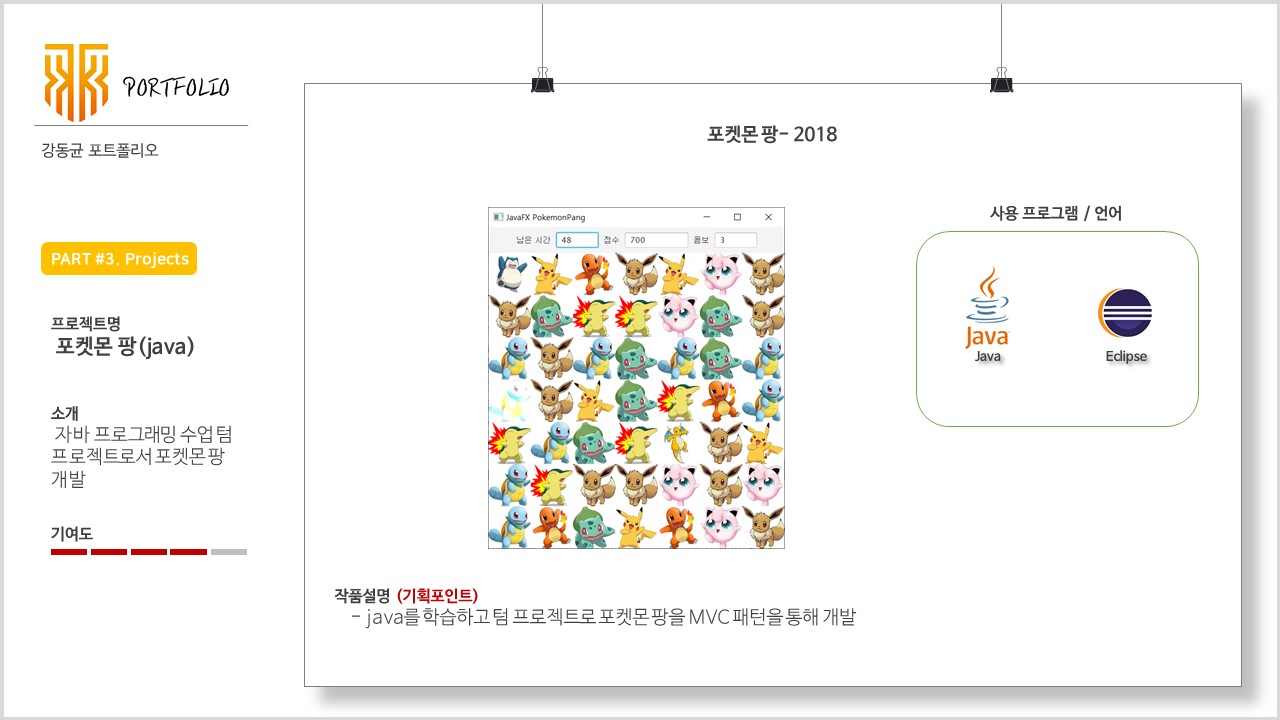 PORTFOLIO
강동균 포트폴리오
PART #3. Projects
프로젝트명
포켓몬 팡(java)
소개
자바 프로그래밍 수업 텀
프로젝트로서 포켓몬 팡
개발
기여도
포켓몬 팡- 2018
JavaFX PokemonPang
남은 시간 48 점수 700 콤보 3
사용 프로그램 / 언어
Java
Java
Eclipse
작품설명 (기획포인트)
- java를 학습하고 텀 프로젝트로 포켓몬 팡을 MVC 패턴을 통해 개발